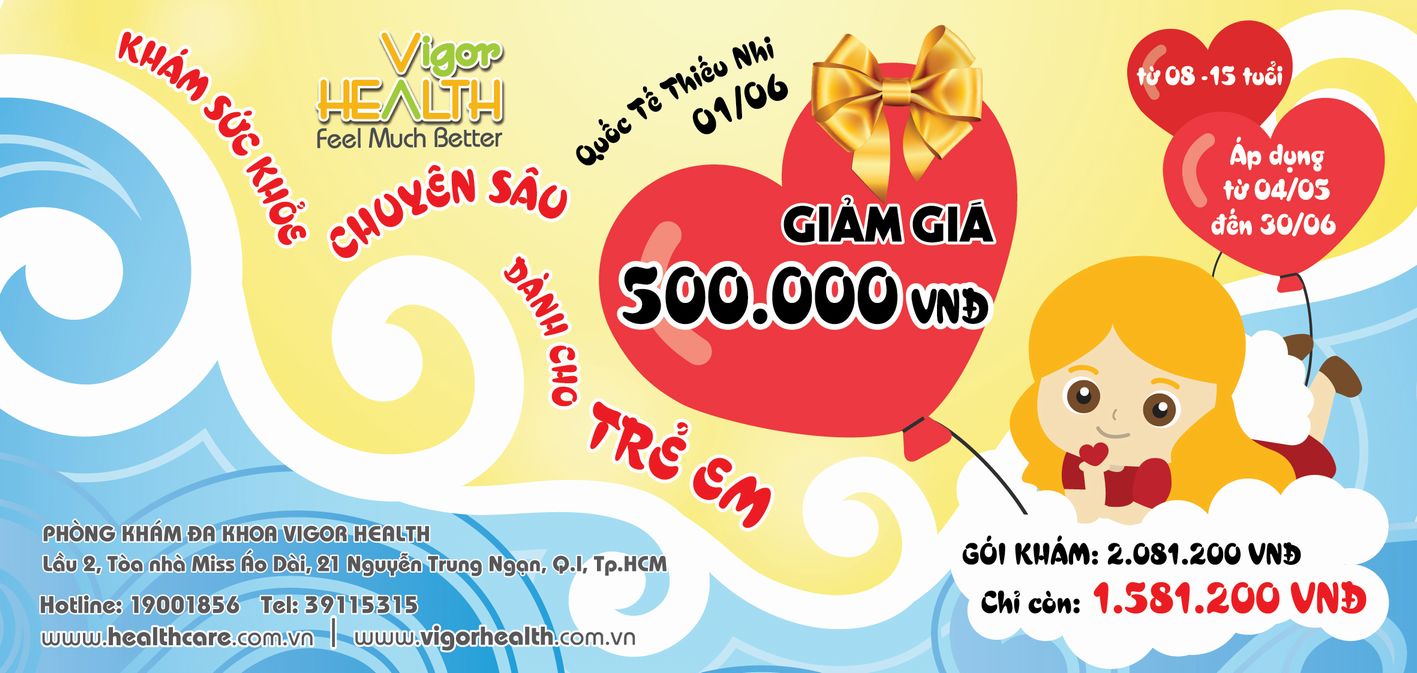 KHÁM SỨC KHỎE
CHUYÊN SÂU
DÀNH CHO
TRẺ EM
Vigor
HEALTH
Feel Much Better
Quốc Tế Thiếu Nhi
01/06
GIẢM GIÁ
500.000 VNĐ
từ 08 -15 tuổi
Áp dụng
từ 04/05
đến 30/06
PHÒNG KHÁM ĐA KHOA VIGOR HEALTH
Lầu 2, Tòa nhà Miss Áo Dài, 21 Nguyễn Trung Ngạn, Q.1, Tp.HCM
Hotline: 19001856 Tel: 39115315
www.healthcare.com.vn | www.vigorhealth.com.vn
GÓI KHÁM: 2.081.200 VNĐ
Chỉ còn: 1.581.200 VNĐ